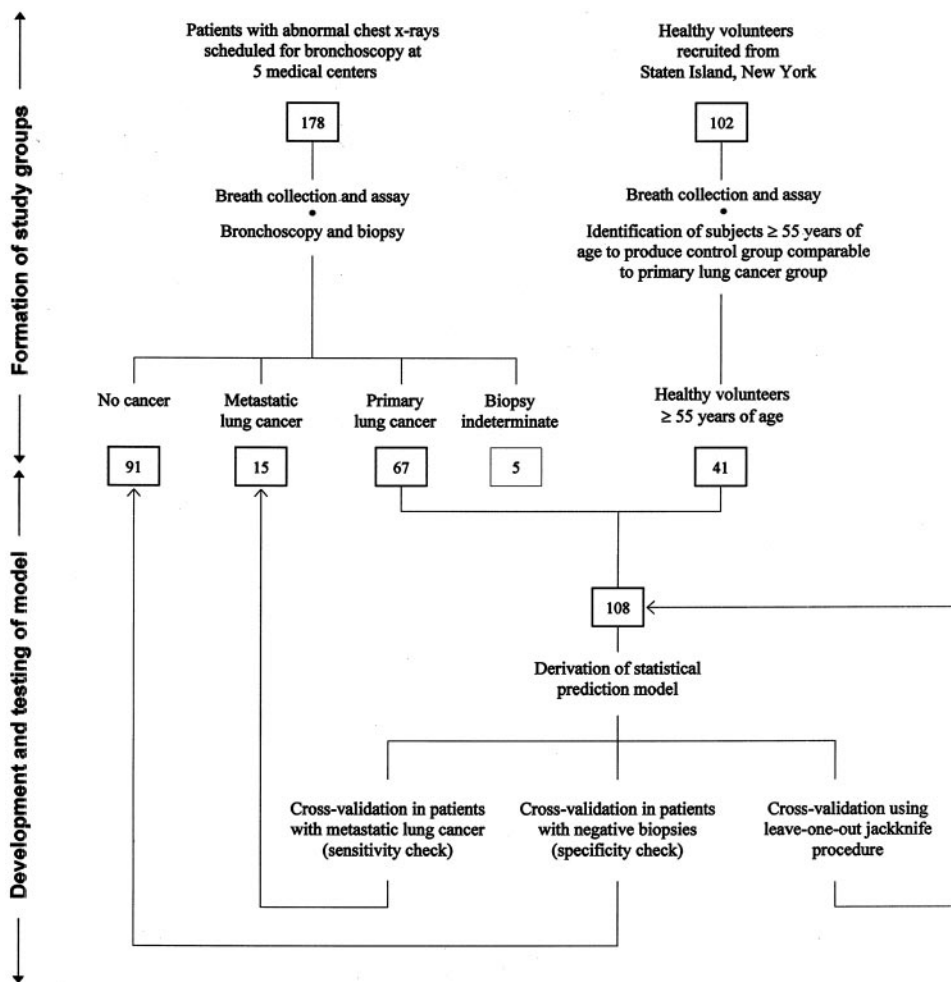 Formation of study groups
Patients with abnormal chest x-rays
scheduled for bronchoscopy at
5 medical centers
178
Breath collection and assay
•
Bronchoscopy and biopsy
Healthy volunteers
recruited from
Staten Island, New York
102
Breath collection and assay
•
Identification of subjects ≥ 55 years of
age to produce control group comparable
to primary lung cancer group
No cancer
91
Metastatic
lung cancer
15
Primary
lung cancer
67
Biopsy
indeterminate
5
Healthy volunteers
≥ 55 years of age
41
Development and testing of model
108
Derivation of statistical
prediction model
Cross-validation in patients
with metastatic lung cancer
(sensitivity check)
Cross-validation in patients
with negative biopsies
(specificity check)
Cross-validation using
leave-one-out jackknife
procedure